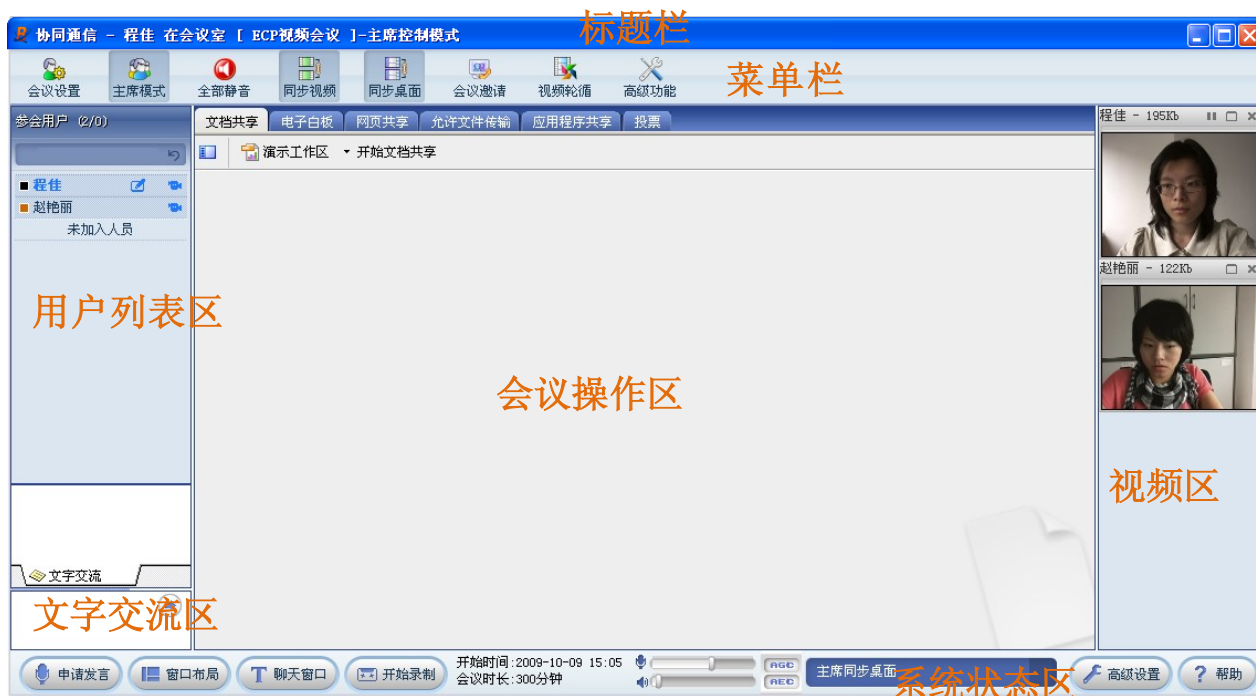 协同通信 - 程佳 在会议室 [ ECP视频会议 ]-主席控制模式
标题栏
会议设置 主席模式 全部静音 同步视频 同步桌面 会议邀请 视频轮循 高级功能
菜单栏
参会用户 (2/0)
程佳
赵艳丽
未加入人员
用户列表区
文字交流
文字交流区
文档共享 电子白板 网页共享 允许文件传输 应用程序共享 投票
演示工作区 开始文档共享
会议操作区
程佳 - 195Kb
赵艳丽 - 122Kb
视频区
申请发言 窗口布局 聊天窗口 开始录制
开始时间:2009-10-09 15:05
会议时长:300分钟
AGC
AEC
主席同步桌面
系统状态区
高级设置 帮助